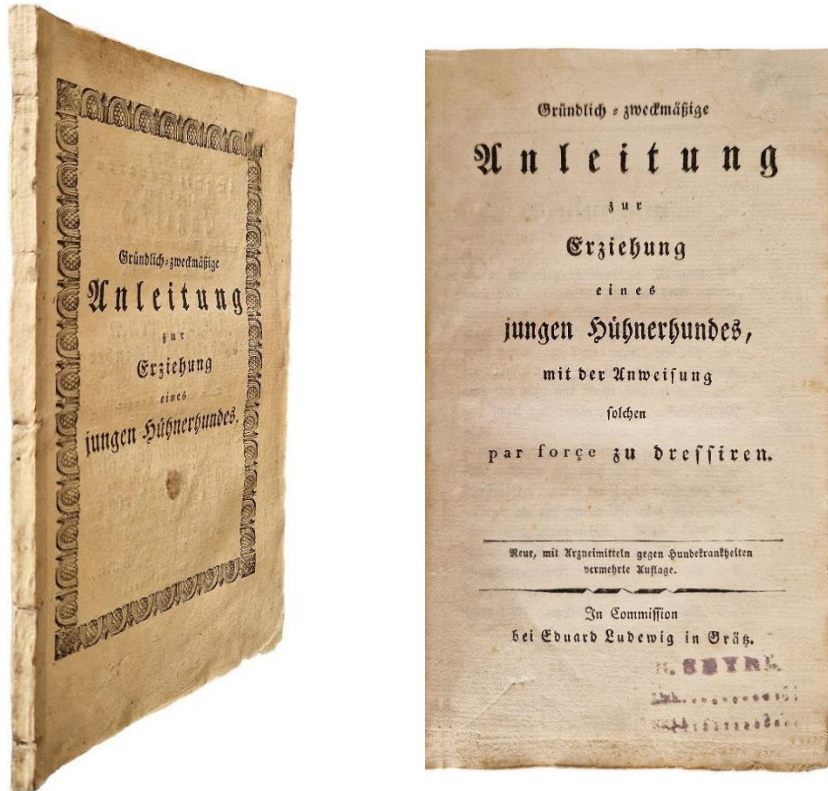 Gründlich-zweckmäßige
Anleitung
zur
Erziehung
eines
jungen Hühnerhundes.
Gründlich-zweckmäßige
Anleitung
zur
Erziehung
eines
jungen Hühnerhundes,
mit der Anweisung
solchen
par forçe zu dressiren.
Neue, mit Arzneimitteln gegen Hundekrankheiten
vermehrte Auflage.
In Commission
bei Eduard Ludewig in Grätz.